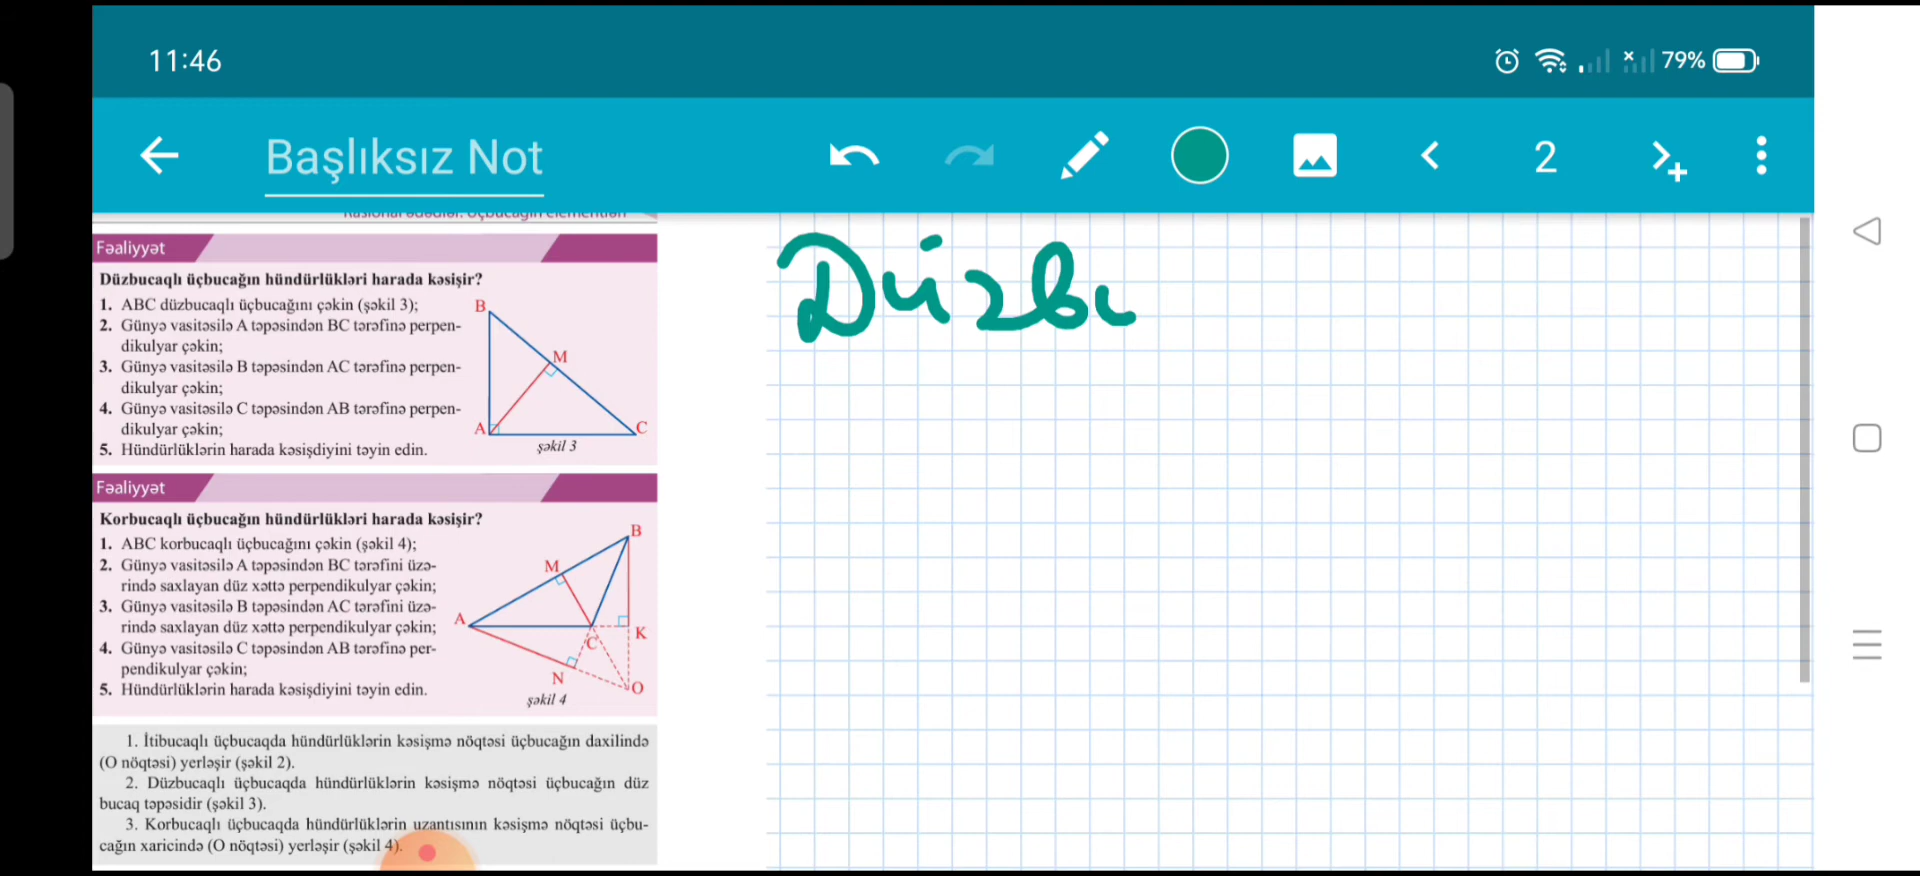 11:46
79%
Başlıksız Not
2
Rasional ədədlər. Üçbucağın elementləri
Fəaliyyət
Düzbucaqlı üçbucağın hündürlükləri harada kəsişir?
1. ABC düzbucaqlı üçbucağını çəkin (şəkil 3);
2. Günyə vasitəsilə A təpəsindən BC tərəfinə perpen-
dikulyar çəkin;
3. Günyə vasitəsilə B təpəsindən AC tərəfinə perpen-
dikulyar çəkin;
4. Günyə vasitəsilə C təpəsindən AB tərəfinə perpen-
dikulyar çəkin;
5. Hündürlüklərin harada kəsişdiyini təyin edin.
B
M
A
C
şəkil 3
Fəaliyyət
Korbucaqlı üçbucağın hündürlükləri harada kəsişir?
1. ABC korbucaqlı üçbucağını çəkin (şəkil 4);
2. Günyə vasitəsilə A təpəsindən BC tərəfini üzə-
rində saxlayan düz xəttə perpendikulyar çəkin;
3. Günyə vasitəsilə B təpəsindən AC tərəfini üzə-
rində saxlayan düz xəttə perpendikulyar çəkin;
4. Günyə vasitəsilə C təpəsindən AB tərəfinə per-
pendikulyar çəkin;
5. Hündürlüklərin harada kəsişdiyini təyin edin.
B
M
A
C
K
N
O
şəkil 4
1. İtibucaqlı üçbucaqda hündürlüklərin kəsişmə nöqtəsi üçbucağın daxilində
(O nöqtəsi) yerləşir (şəkil 2).
2. Düzbucaqlı üçbucaqda hündürlüklərin kəsişmə nöqtəsi üçbucağın düz
bucaq təpəsidir (şəkil 3).
3. Korbucaqlı üçbucaqda hündürlüklərin uzantısının kəsişmə nöqtəsi üçbu-
cağın xaricində (O nöqtəsi) yerləşir (şəkil 4).
Düzbu